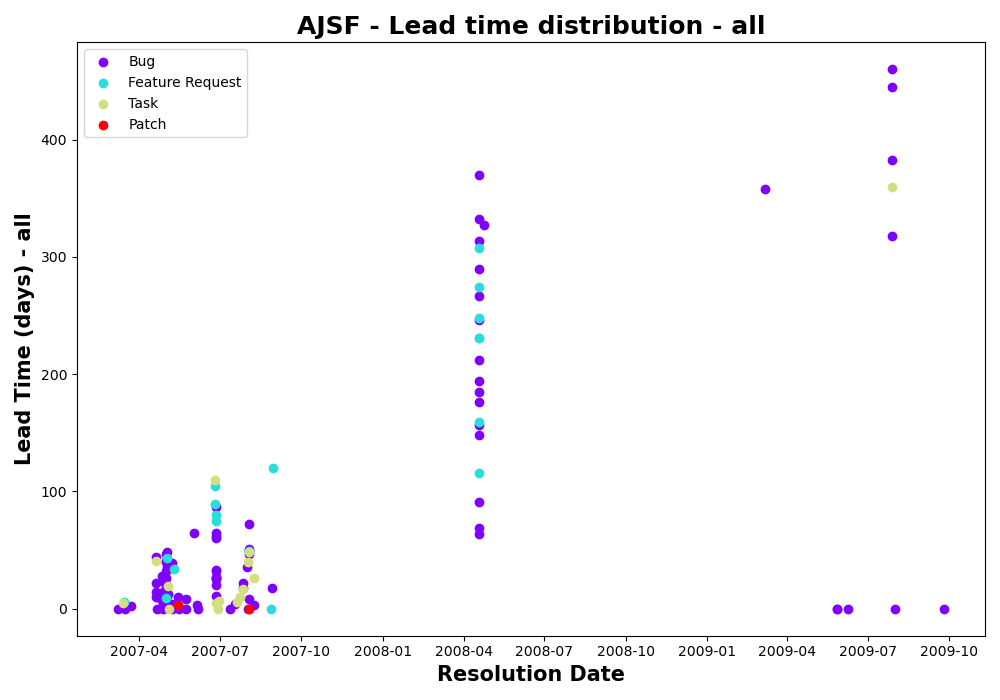 AJSF - Lead time distribution - all
Bug
Feature Request
Task
Patch
Lead Time (days) - all
400
300
200
100
0
2007-04 2007-07 2007-10 2008-01 2008-04 2008-07 2008-10 2009-01 2009-04 2009-07 2009-10
Resolution Date